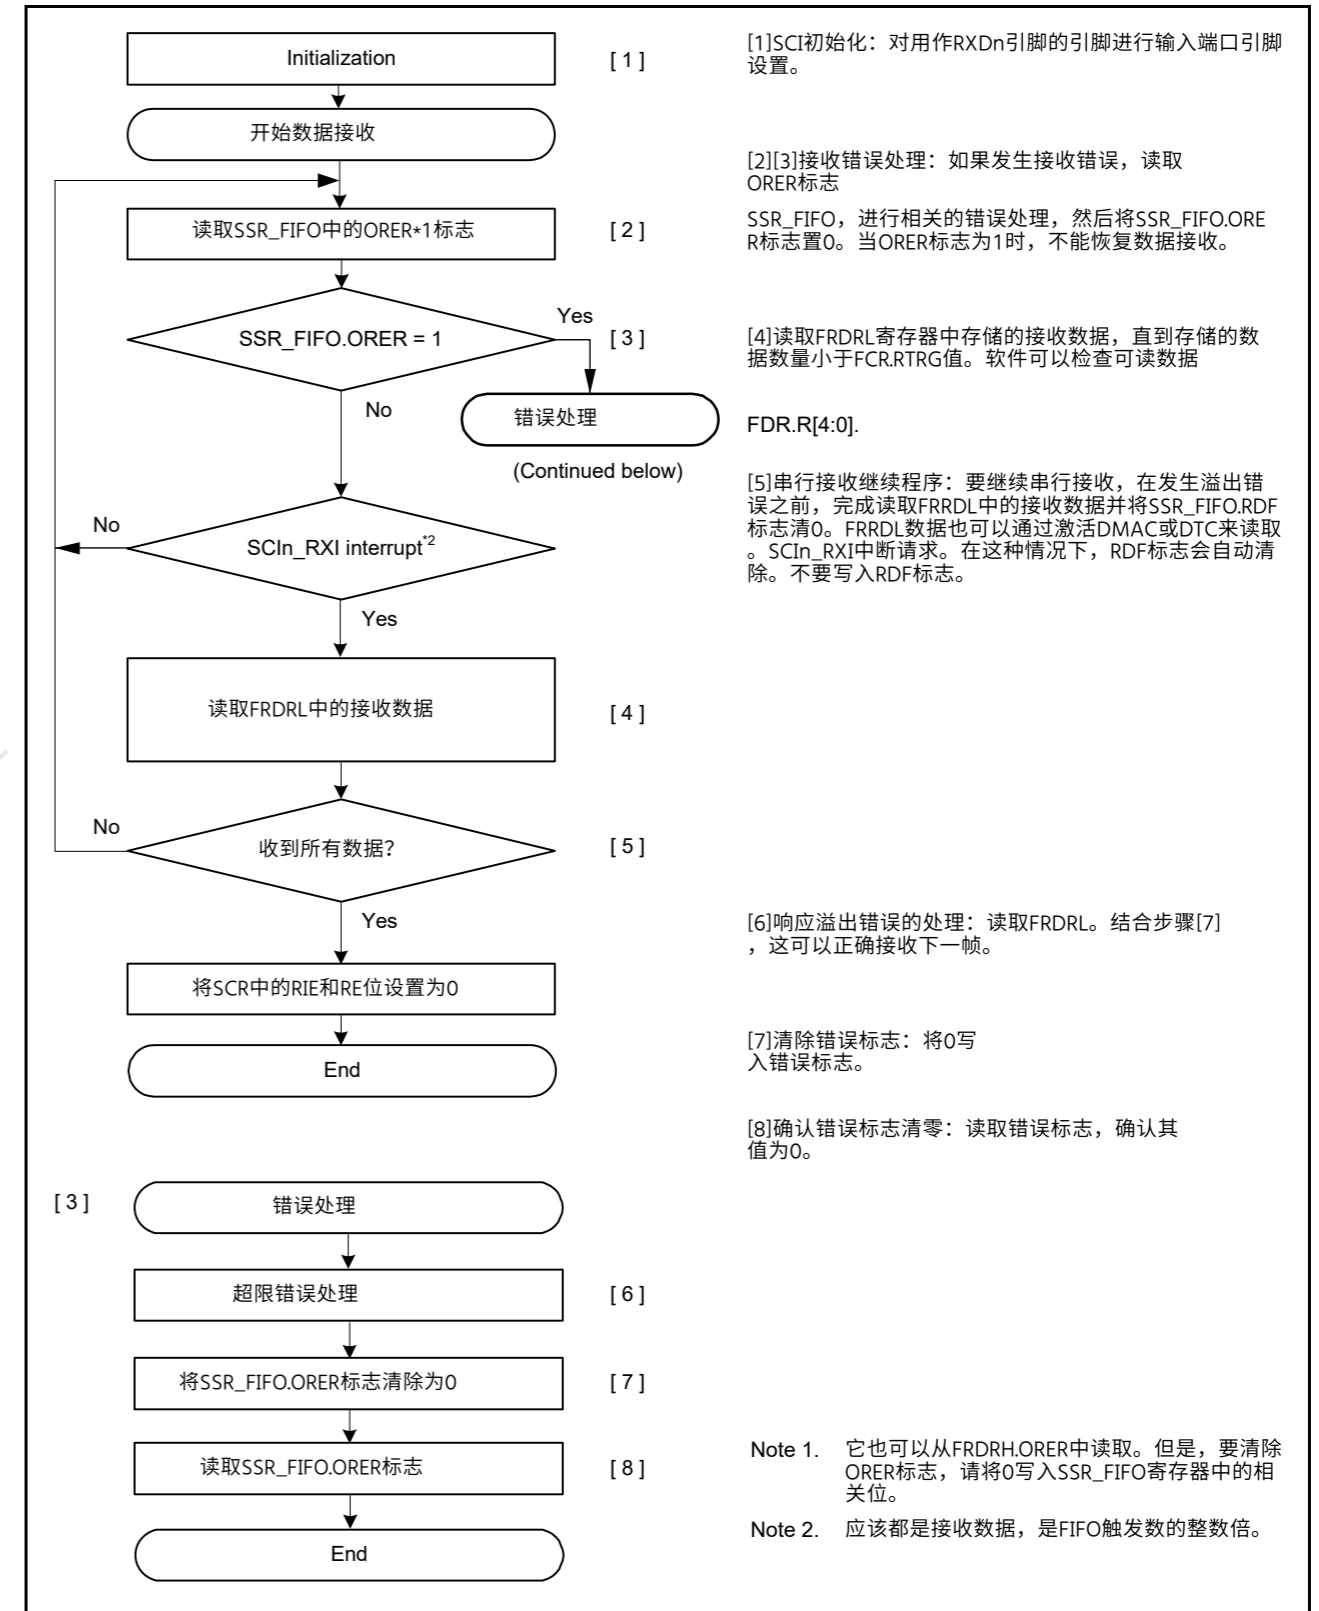 Initialization
[ 1 ]
开始数据接收
读取SSR_FIFO中的ORER*1标志
[ 2 ]
SSR_FIFO.ORER = 1
Yes
[ 3 ]
No
错误处理
(Continued below)
No
SCIn_RXI interrupt*2
Yes
读取FRDRL中的接收数据
[ 4 ]
No
收到所有数据?
[ 5 ]
Yes
将SCR中的RIE和RE位设置为0
End
[ 3 ]
错误处理
超限错误处理
[ 6 ]
将SSR_FIFO.ORER标志清除为0
[ 7 ]
读取SSR_FIFO.ORER标志
[ 8 ]
End
[1]SCI初始化：对用作RXDn引脚的引脚进行输入端口引脚
设置。
[2][3]接收错误处理：如果发生接收错误，读取
ORER标志
SSR_FIFO，进行相关的错误处理，然后将SSR_FIFO.ORE
R标志置0。当ORER标志为1时，不能恢复数据接收。
[4]读取FRDRL寄存器中存储的接收数据，直到存储的数
据数量小于FCR.RTRG值。软件可以检查可读数据
FDR.R[4:0].
[5]串行接收继续程序：要继续串行接收，在发生溢出错
误之前，完成读取FRRDL中的接收数据并将SSR_FIFO.RDF
标志清0。FRRDL数据也可以通过激活DMAC或DTC来读取
。SCIn_RXI中断请求。在这种情况下，RDF标志会自动清
除。不要写入RDF标志。
[6]响应溢出错误的处理：读取FRDRL。结合步骤[7]
，这可以正确接收下一帧。
[7]清除错误标志：将0写
入错误标志。
[8]确认错误标志清零：读取错误标志，确认其
值为0。
Note 1. 它也可以从FRDRH.ORER中读取。但是，要清除
ORER标志，请将0写入SSR_FIFO寄存器中的相
关位。
Note 2. 应该都是接收数据，是FIFO触发数的整数倍。